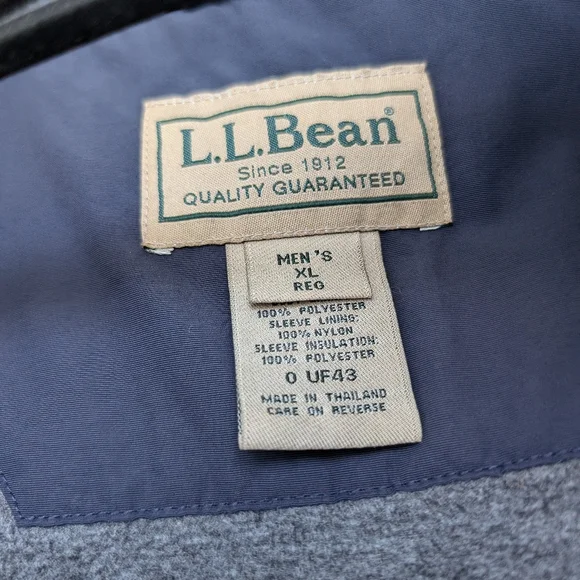 L.L.Bean®
Since 1912
QUALITY GUARANTEED
MEN'S
XL
REG
100% POLYESTER
SLEEVE LINING:
100% NYLON
SLEEVE INSULATION:
100% POLYESTER
0 UF43
MADE IN THAILAND
CARE ON REVERSE